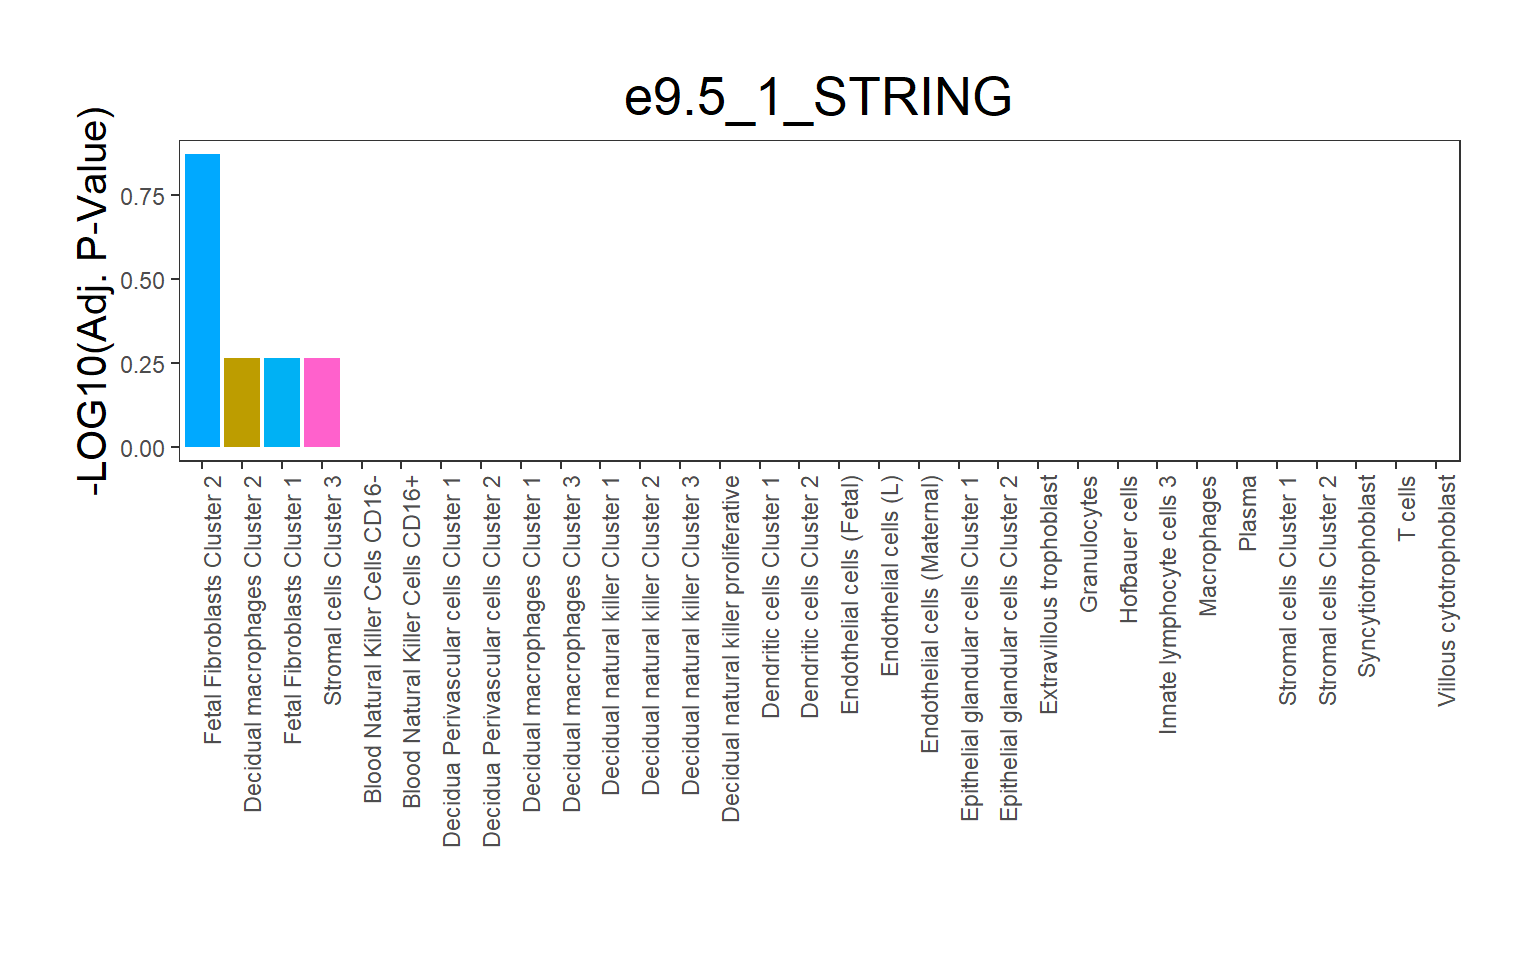 e9.5_1_STRING
-LOG10(Adj. P-Value)
0.75
0.50
0.25
0.00
Fetal Fibroblasts Cluster 2
Decidual macrophages Cluster 2
Fetal Fibroblasts Cluster 1
Stromal cells Cluster 3
Blood Natural Killer Cells CD16-
Blood Natural Killer Cells CD16+
Decidua Perivascular cells Cluster 1
Decidua Perivascular cells Cluster 2
Decidual macrophages Cluster 1
Decidual macrophages Cluster 3
Decidual natural killer Cluster 1
Decidual natural killer Cluster 2
Decidual natural killer Cluster 3
Decidual natural killer proliferative
Dendritic cells Cluster 1
Dendritic cells Cluster 2
Endothelial cells (Fetal)
Endothelial cells (L)
Endothelial cells (Maternal)
Epithelial glandular cells Cluster 1
Epithelial glandular cells Cluster 2
Extravillous trophoblast
Granulocytes
Hofbauer cells
Innate lymphocyte cells 3
Macrophages
Plasma
Stromal cells Cluster 1
Stromal cells Cluster 2
Syncytiotrophoblast
T cells
Villous cytotrophoblast